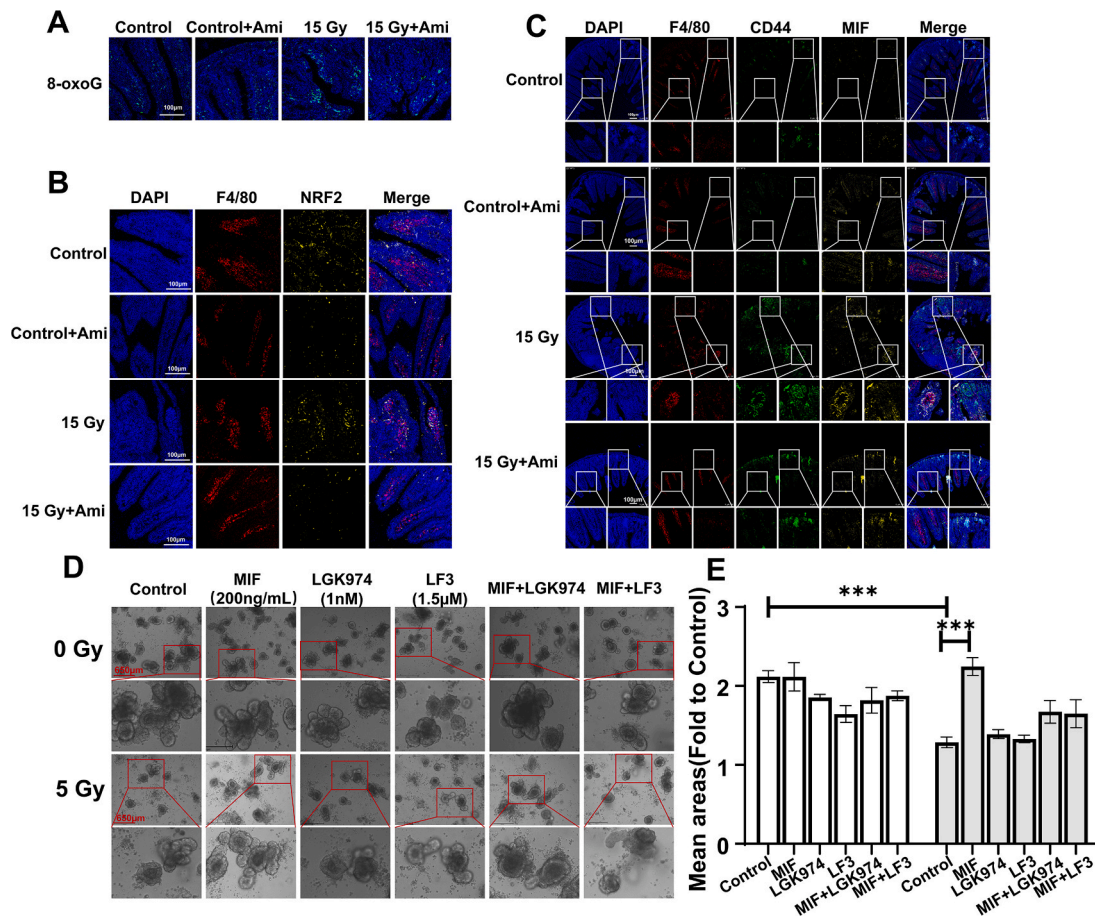 A
Control Control+Ami 15 Gy 15 Gy+Ami
8-oxoG
100μm
B
DAPI F4/80 NRF2 Merge
Control
100μm
Control+Ami
100μm
15 Gy
100μm
15 Gy+Ami
100μm
C
DAPI F4/80 CD44 MIF Merge
Control
100μm
Control+Ami
100μm
15 Gy
15 Gy+Ami
100μm
D
Control MIF LGK974 LF3 MIF+LGK974 MIF+LF3
(200ng/mL) (1nM) (1.5μM)
0 Gy
650μm
5 Gy
650μm
E
Mean areas(Fold to Control)
3
2
1
0
***
***
Control MIF LGK974 LF3 MIF+LGK974 MIF+LF3 Control MIF LGK974 LF3 MIF+LGK974 MIF+LF3